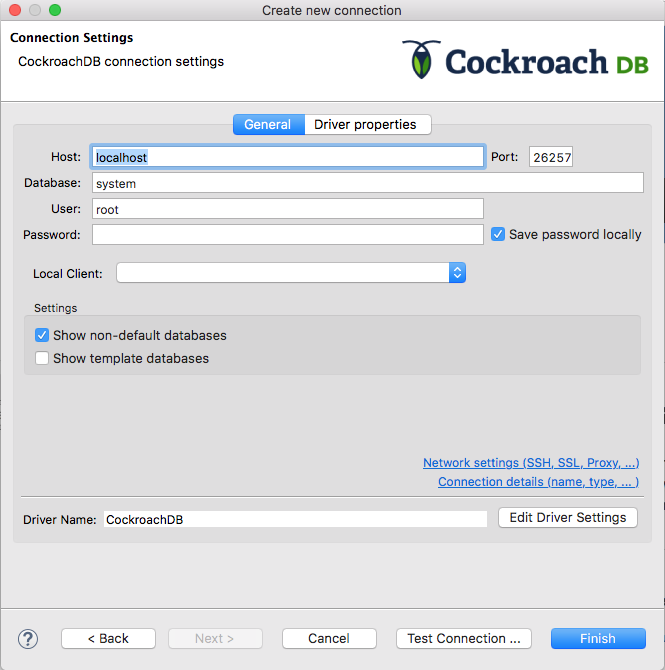 Create new connection
Connection Settings
CockroachDB connection settings
Cockroach DB
General Driver properties
Host: localhost Port: 26257
Database: system
User: root
Password: Save password locally
Local Client:
Settings
Show non-default databases
Show template databases
Network settings (SSH, SSL, Proxy, ...)
Connection details (name, type, ... )
Driver Name: CockroachDB Edit Driver Settings
? < Back Next > Cancel Test Connection ... Finish